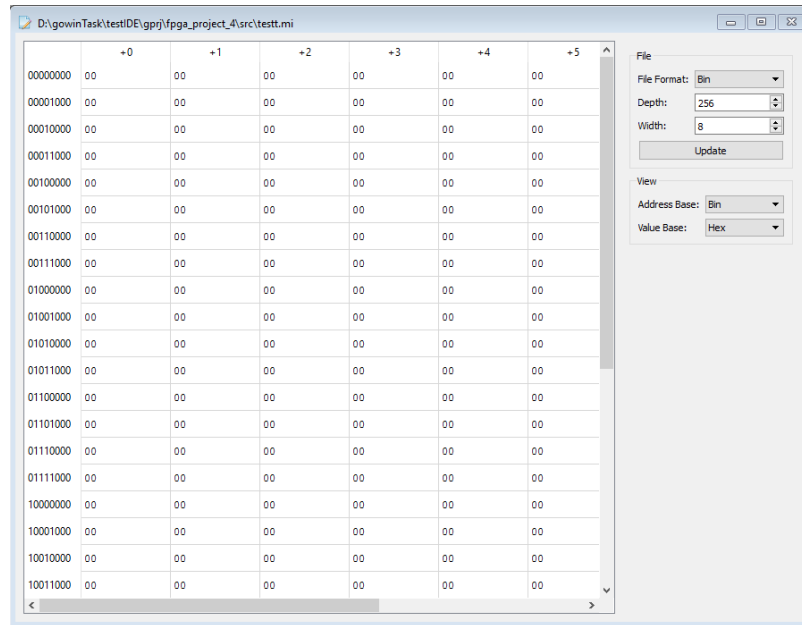 D:\gowinTask\testIDE\gprj\fpga_project_4\src\testt.mi
+0 +1 +2 +3 +4 +5
00000000 00 00 00 00 00 00
00001000 00 00 00 00 00 00
00010000 00 00 00 00 00 00
00011000 00 00 00 00 00 00
00100000 00 00 00 00 00 00
00101000 00 00 00 00 00 00
00110000 00 00 00 00 00 00
00111000 00 00 00 00 00 00
01000000 00 00 00 00 00 00
01001000 00 00 00 00 00 00
01010000 00 00 00 00 00 00
01011000 00 00 00 00 00 00
01100000 00 00 00 00 00 00
01101000 00 00 00 00 00 00
01110000 00 00 00 00 00 00
01111000 00 00 00 00 00 00
10000000 00 00 00 00 00 00
10001000 00 00 00 00 00 00
10010000 00 00 00 00 00 00
10011000 00 00 00 00 00 00
File
File Format: Bin
Depth: 256
Width: 8
Update
View
Address Base: Bin
Value Base: Hex